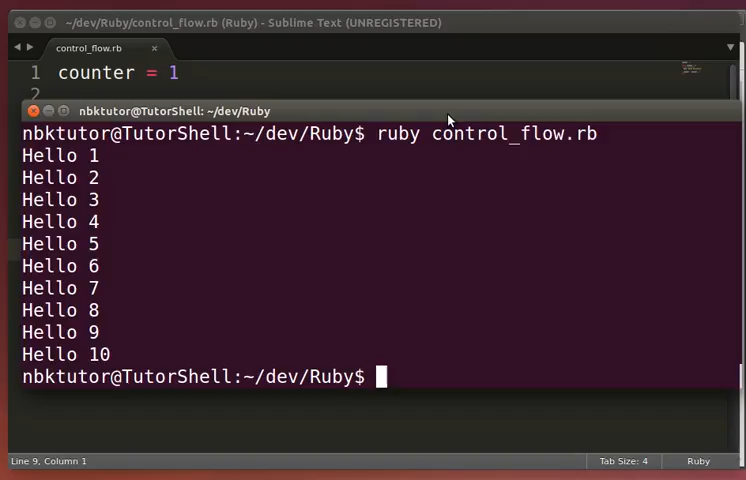 ~/dev/Ruby/control_flow.rb (Ruby) - Sublime Text (UNREGISTERED)
control_flow.rb ×
1 counter = 1
2
nbktutor@TutorShell: ~/dev/Ruby
nbktutor@TutorShell:~/dev/Ruby$ ruby control_flow.rb
Hello 1
Hello 2
Hello 3
Hello 4
Hello 5
Hello 6
Hello 7
Hello 8
Hello 9
Hello 10
nbktutor@TutorShell:~/dev/Ruby$
Line 9, Column 1 Tab Size: 4 Ruby